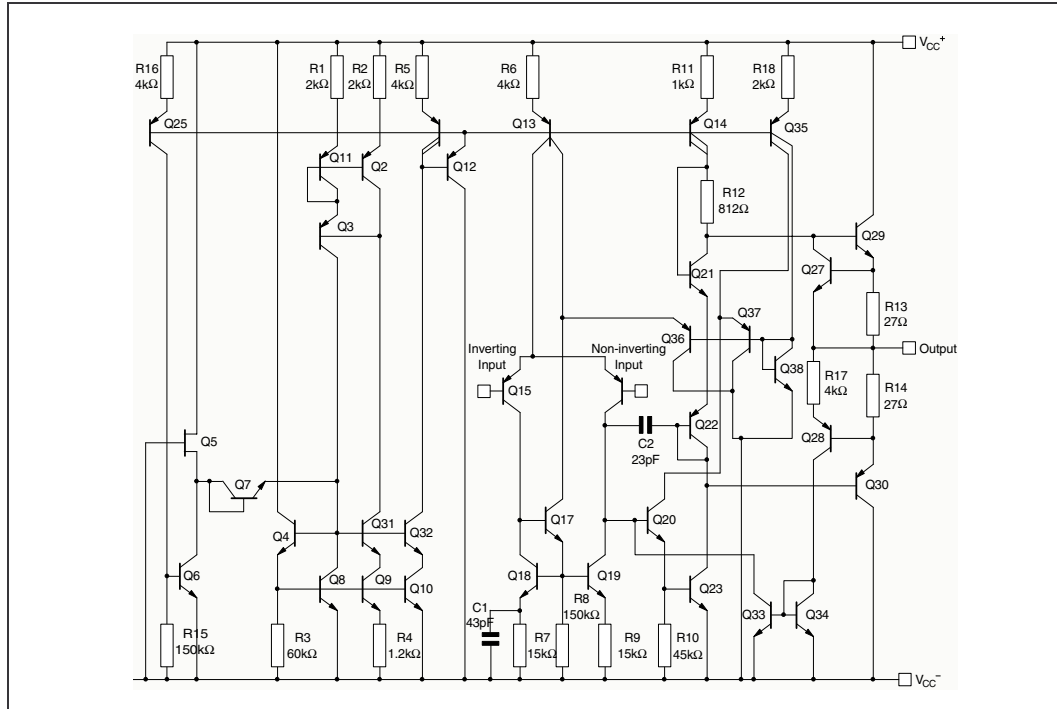 V_CC+
R16
4kΩ
R1
2kΩ
R2
2kΩ
R5
4kΩ
R6
4kΩ
R11
1kΩ
R18
2kΩ
Q25
Q13
Q14
Q35
Q11
Q2
Q12
R12
812Ω
Q3
Q29
Q27
Q21
R13
27Ω
Q37
Q36
Output
Inverting
Input
Non-inverting
Input
Q38
R17
4kΩ
R14
27Ω
Q15
Q22
Q28
Q5
C2
23pF
Q7
Q30
Q4
Q31
Q32
Q17
Q20
Q6
Q8
Q9
Q10
Q18
Q19
Q23
R8
150kΩ
C1
43pF
Q33
Q34
R15
150kΩ
R3
60kΩ
R4
1.2kΩ
R7
15kΩ
R9
15kΩ
R10
45kΩ
V_CC−